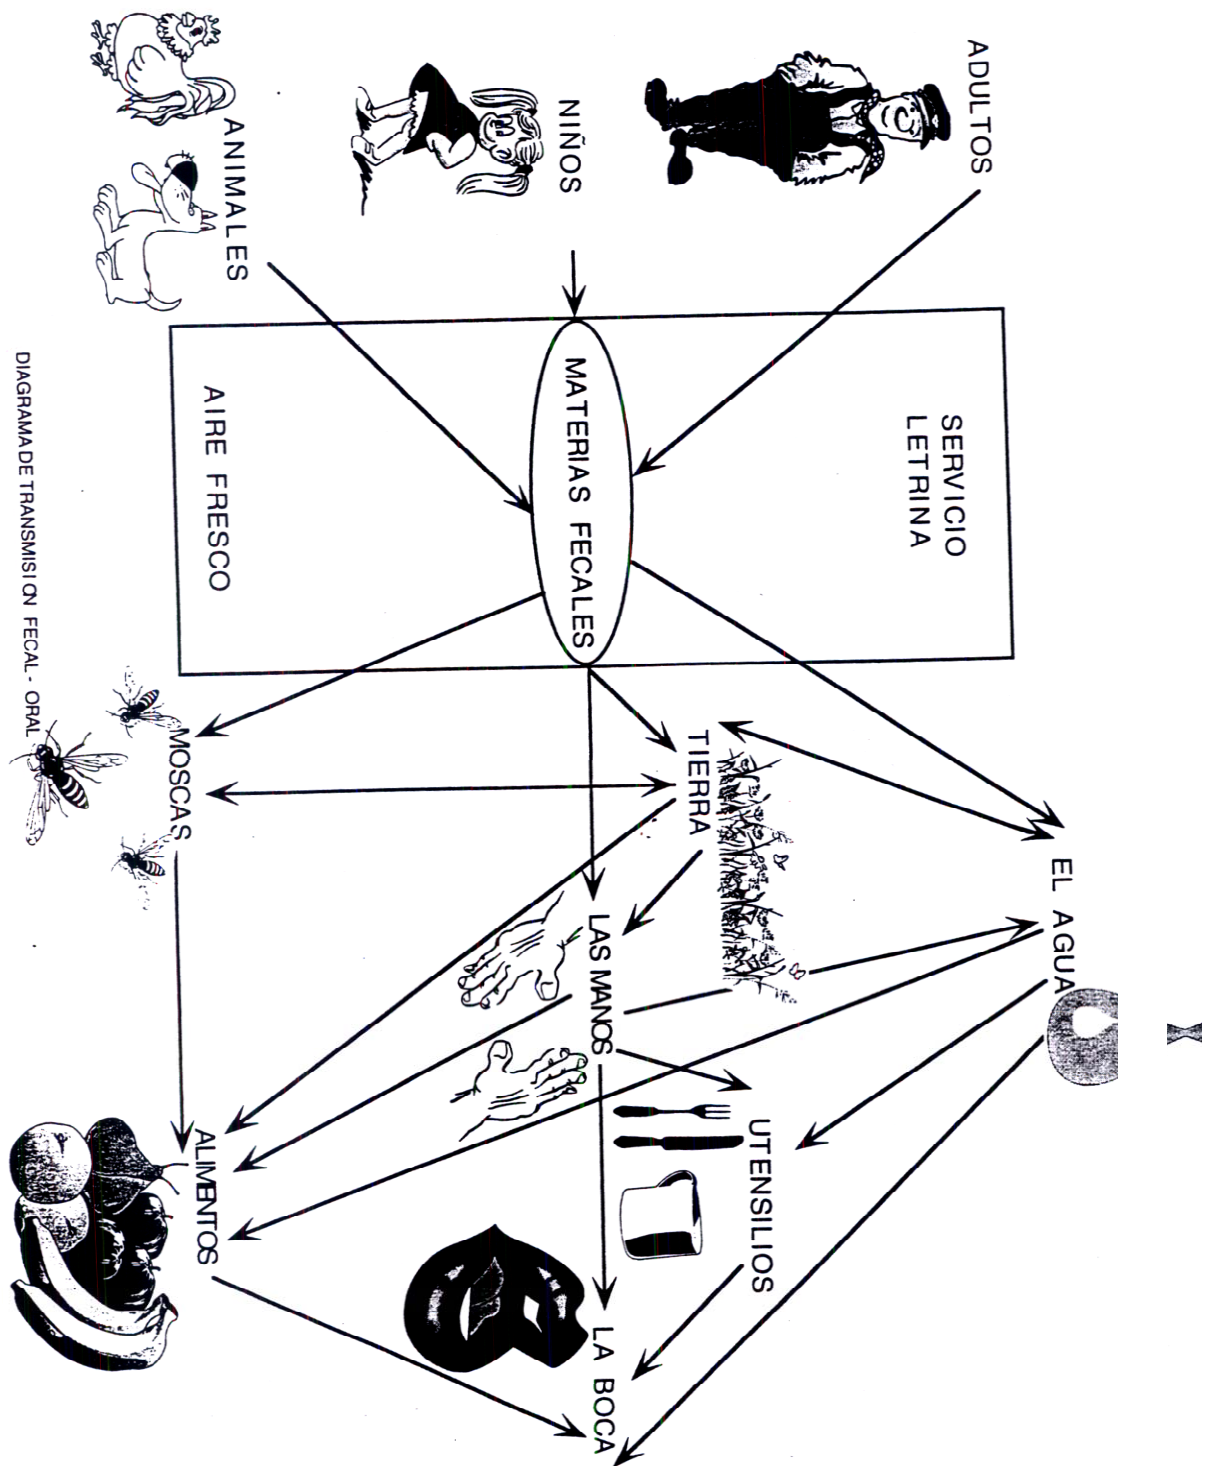 ADULTOS
NIÑOS
ANIMALES
SERVICIO
LETRINA
MATERIAS FECALES
AIRE FRESCO
EL AGUA
TIERRA
MOSCAS
LAS MANOS
UTENSILIOS
ALIMENTOS
LA BOCA
DIAGRAMA DE TRANSMISION FECAL - ORAL